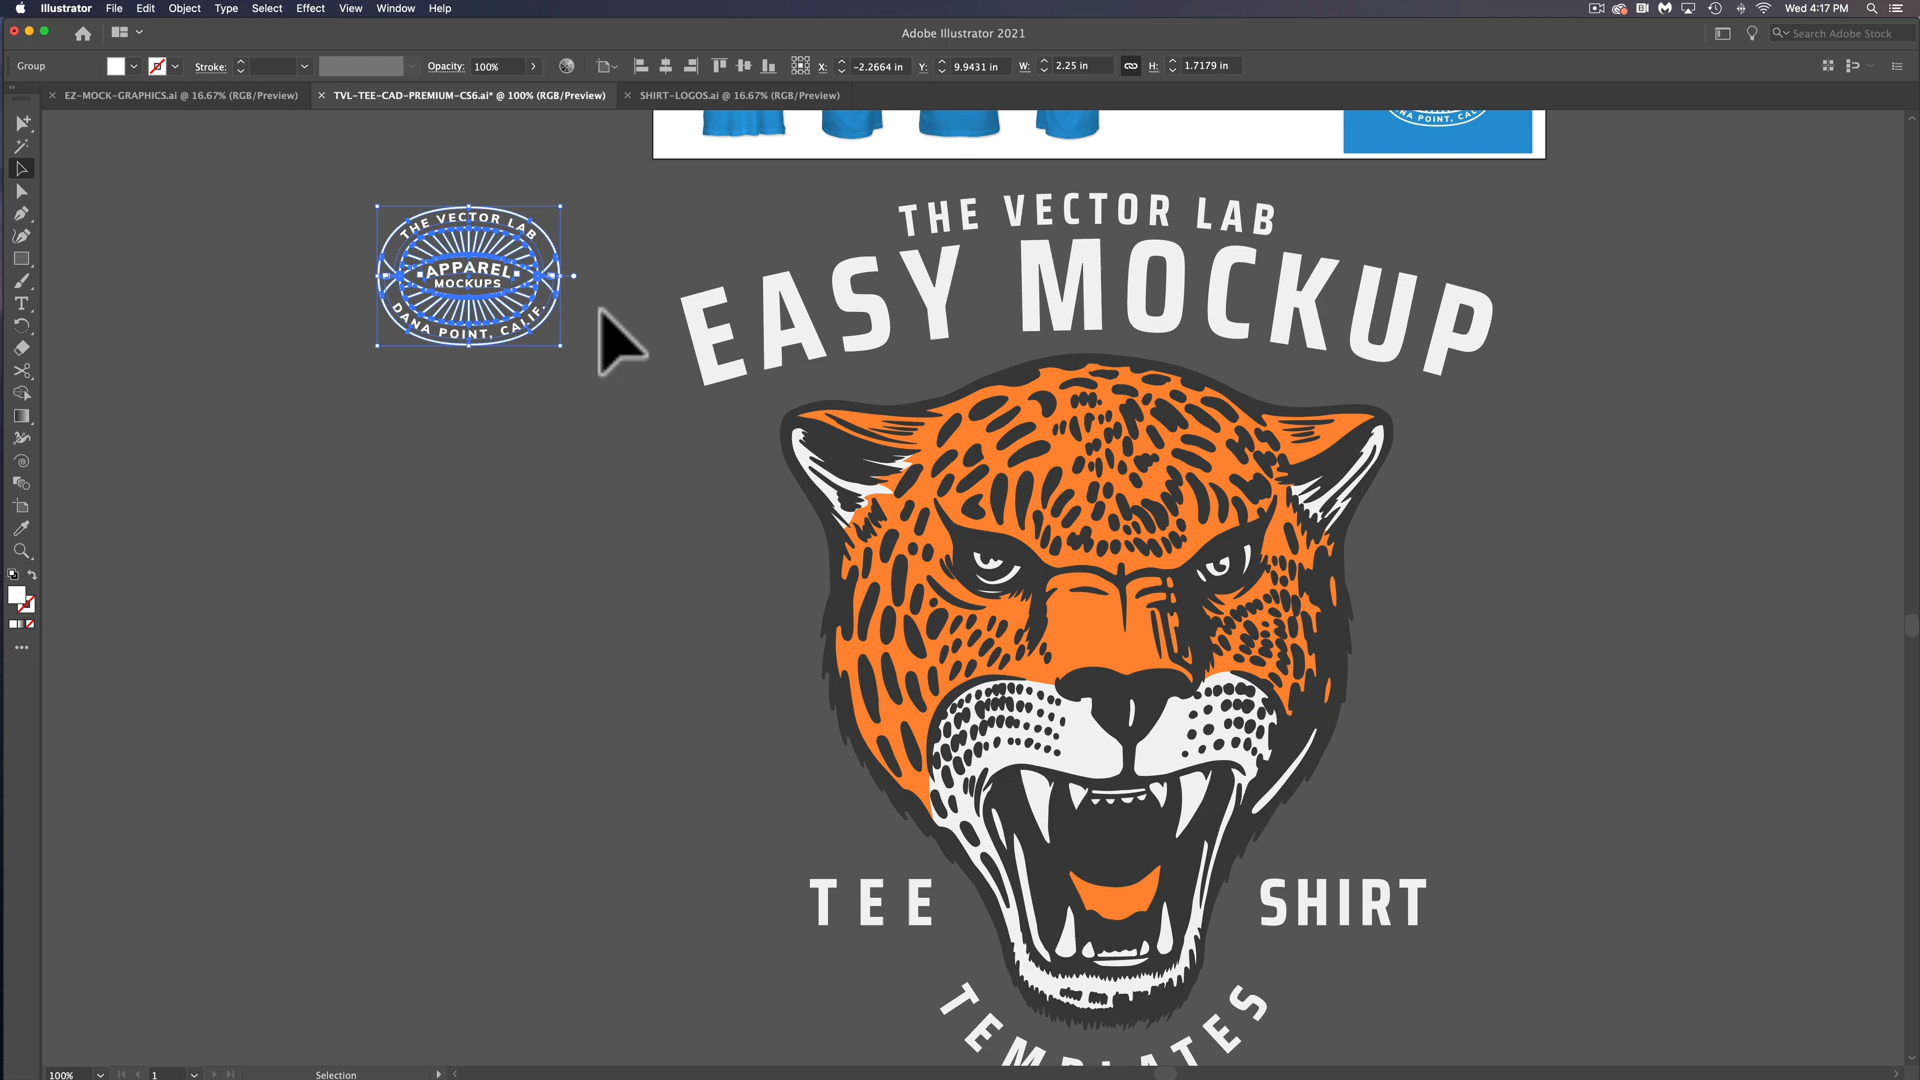 Illustrator File Edit Object Type Select Effect View Window Help
Wed 4:17 PM
Adobe Illustrator 2021
Search Adobe Stock
Group
Stroke:
Opacity: 100%
X: -2.2664 in
Y: 9.9431 in
W: 2.25 in
H: 1.7179 in
EZ-MOCK-GRAPHICS.ai @ 16.67% (RGB/Preview)
TVL-TEE-CAD-PREMIUM-CS6.ai* @ 100% (RGB/Preview)
SHIRT-LOGOS.ai @ 16.67% (RGB/Preview)
DANA POINT, CALIF.
THE VECTOR LAB
APPAREL
MOCKUPS
DANA POINT, CALIF.
THE VECTOR LAB
EASY MOCKUP
TEE SHIRT
TEMPLATES
100%
1
Selection